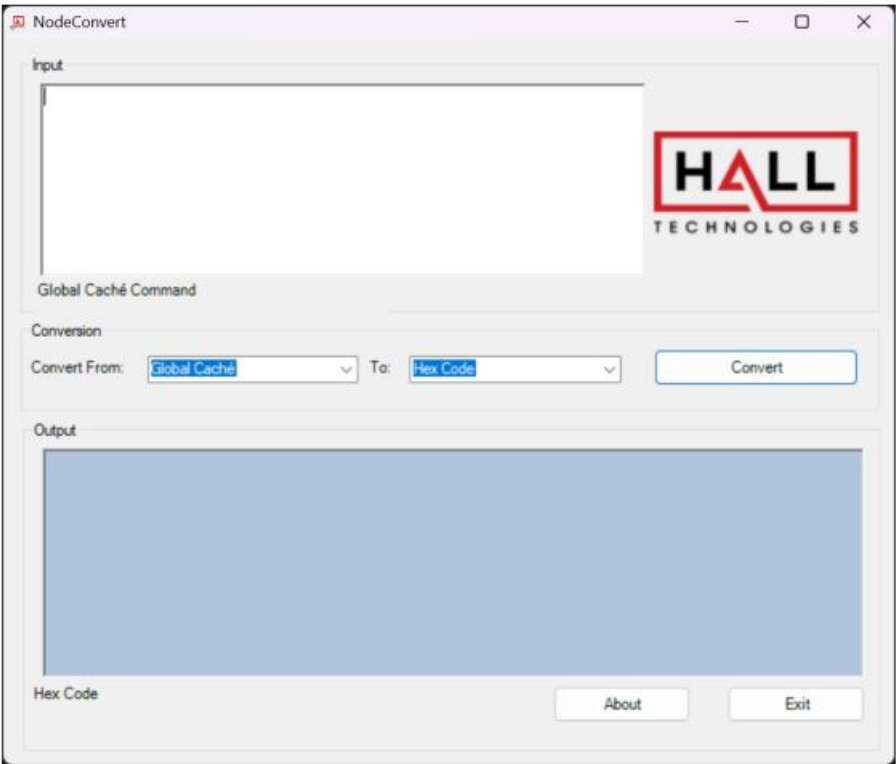 NodeConvert
Input
HALL
TECHNOLOGIES
Global Caché Command
Conversion
Convert From: Global Caché To: Hex Code Convert
Output
Hex Code
About Exit